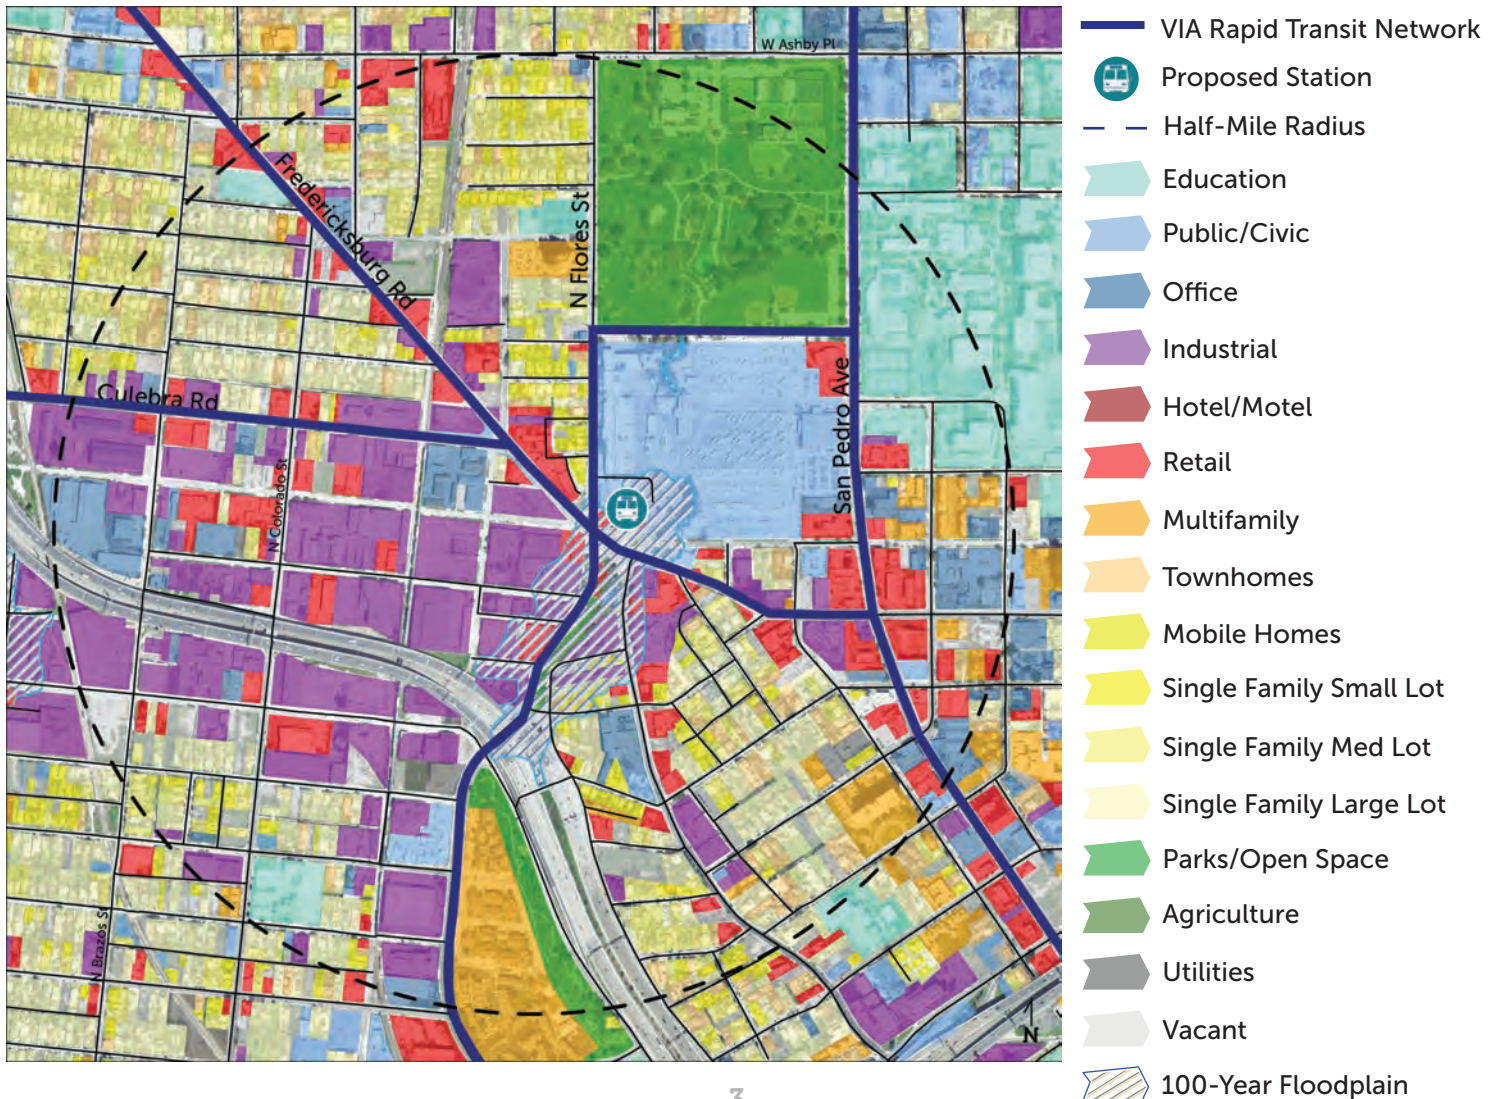 W Ashby Pl
Fredericksburg Rd
N Flores St
San Pedro Ave
Culebra Rd
N Colorado St
N Brazos St
N
3
VIA Rapid Transit Network
Proposed Station
Half-Mile Radius
Education
Public/Civic
Office
Industrial
Hotel/Motel
Retail
Multifamily
Townhomes
Mobile Homes
Single Family Small Lot
Single Family Med Lot
Single Family Large Lot
Parks/Open Space
Agriculture
Utilities
Vacant
100-Year Floodplain